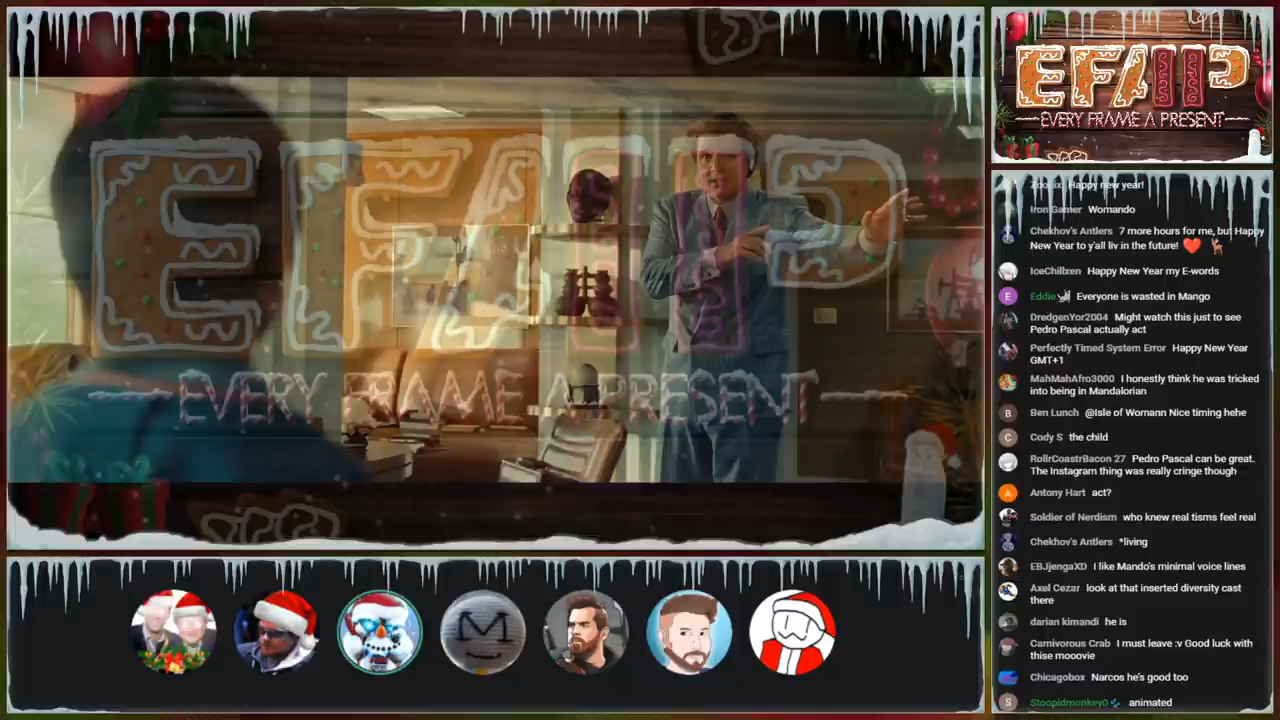 EFAP
EVERY FRAME A PRESENT
EFAP
EVERY FRAME A PRESENT
Happy new year!
Iron Gamer Womando
Chekhov's Antlers 7 more hours for me, but Happy
New Year to y'all liv in the future!
IceChillxen Happy New Year my E-words
E
Eddie Everyone is wasted in Mango
DredgenYor2004 Might watch this just to see
Pedro Pascal actually act
Perfectly Timed System Error Happy New Year
GMT+1
MahMahAfro3000 I honestly think he was tricked
into being in Mandalorian
B
Ben Lunch @Isle of Wornann Nice timing hehe
C
Cody S the child
RollrCoastrBacon 27 Pedro Pascal can be great.
The Instagram thing was really cringe though
A
Antony Hart act?
Soldier of Nerdism who knew real tisms feel real
Chekhov's Antlers *living
EBJjengaXD I like Mando's minimal voice lines
Axel Cezar look at that inserted diversity cast
there
darian kimandi he is
Carnivorous Crab I must leave :v Good luck with
thise mooovie
Chicagobox Narcos he's good too
S
Stoopidmonkey0 animated
M